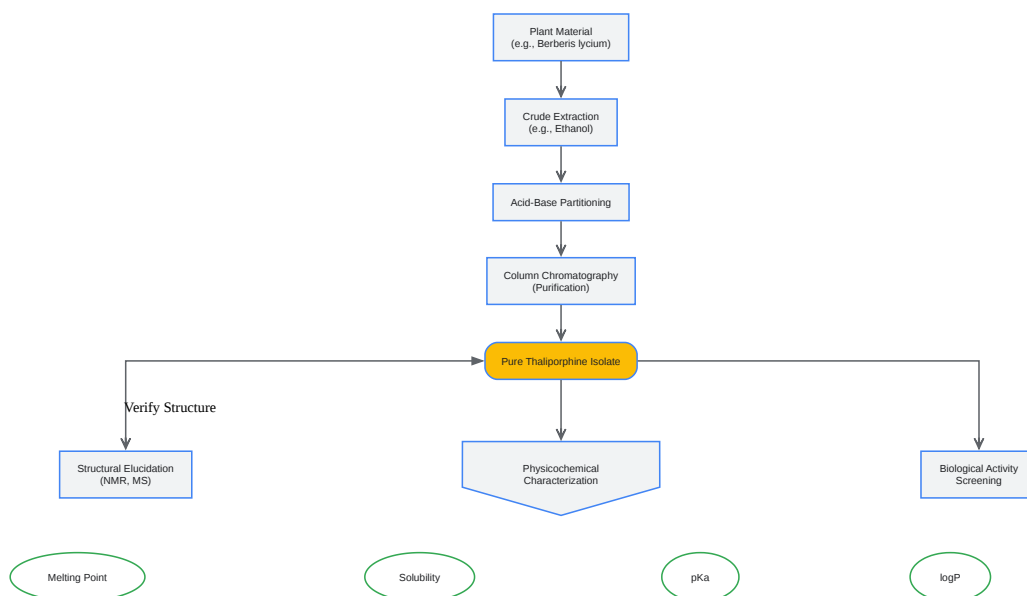 Plant Material
(e.g., Berberis lycium)
Crude Extraction
(e.g., Ethanol)
Acid-Base Partitioning
Column Chromatography
(Purification)
Pure Thaliporphine Isolate
Verify Structure
Structural Elucidation
(NMR, MS)
Physicochemical
Characterization
Biological Activity
Screening
Melting Point
Solubility
pKa
logP